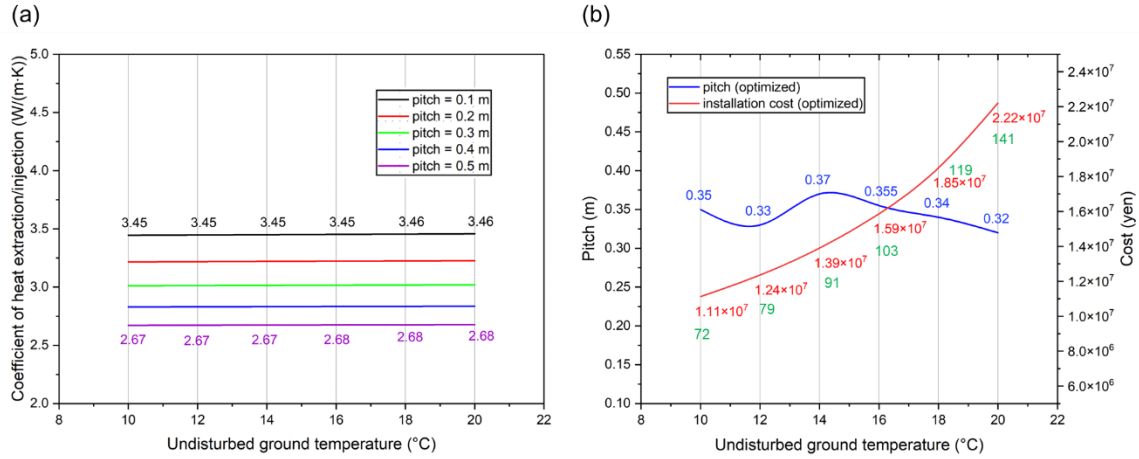 (a)
Coefficient of heat extraction/injection (W/(m·K))
5.0
4.5
4.0
3.5
3.0
2.5
2.0
pitch = 0.1 m
pitch = 0.2 m
pitch = 0.3 m
pitch = 0.4 m
pitch = 0.5 m
3.45 3.45 3.45 3.45 3.46 3.46
2.67 2.67 2.67 2.68 2.68 2.68
8 10 12 14 16 18 20 22
Undisturbed ground temperature (°C)
(b)
Pitch (m)
0.55
0.50
0.45
0.40
0.35
0.30
0.25
0.20
0.15
0.10
pitch (optimized)
installation cost (optimized)
0.35 0.33 0.37 0.355 0.34 0.32
1.11×10⁷ 1.24×10⁷ 1.39×10⁷ 1.59×10⁷ 1.85×10⁷ 2.22×10⁷
72 79 91 103 119 141
2.4×10⁷
2.2×10⁷
2.0×10⁷
1.8×10⁷
1.6×10⁷
1.4×10⁷
1.2×10⁷
1.0×10⁷
8.0×10⁶
6.0×10⁶
Cost (yen)
8 10 12 14 16 18 20 22
Undisturbed ground temperature (°C)